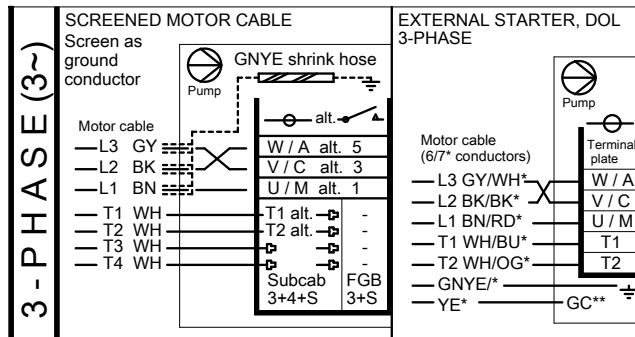 3-PHASE (3~)
SCREENED MOTOR CABLE
Screen as
ground
conductor
GNYE shrink hose
Pump
alt.
Motor cable
L3 GY
L2 BK
L1 BN
W / A alt. 5
V / C alt. 3
U / M alt. 1
T1 WH
T2 WH
T3 WH
T4 WH
T1 alt. -
T2 alt. -
-
-
Subcab
3+4+S
FGB
3+S
EXTERNAL STARTER, DOL
3-PHASE
Pump
Motor cable
(6/7* conductors)
Terminal
plate
L3 GY/WH* W / A
L2 BK/BK* V / C
L1 BN/RD* U / M
T1 WH/BU* T1
T2 WH/OG* T2
GNYE/*
YE* GC**